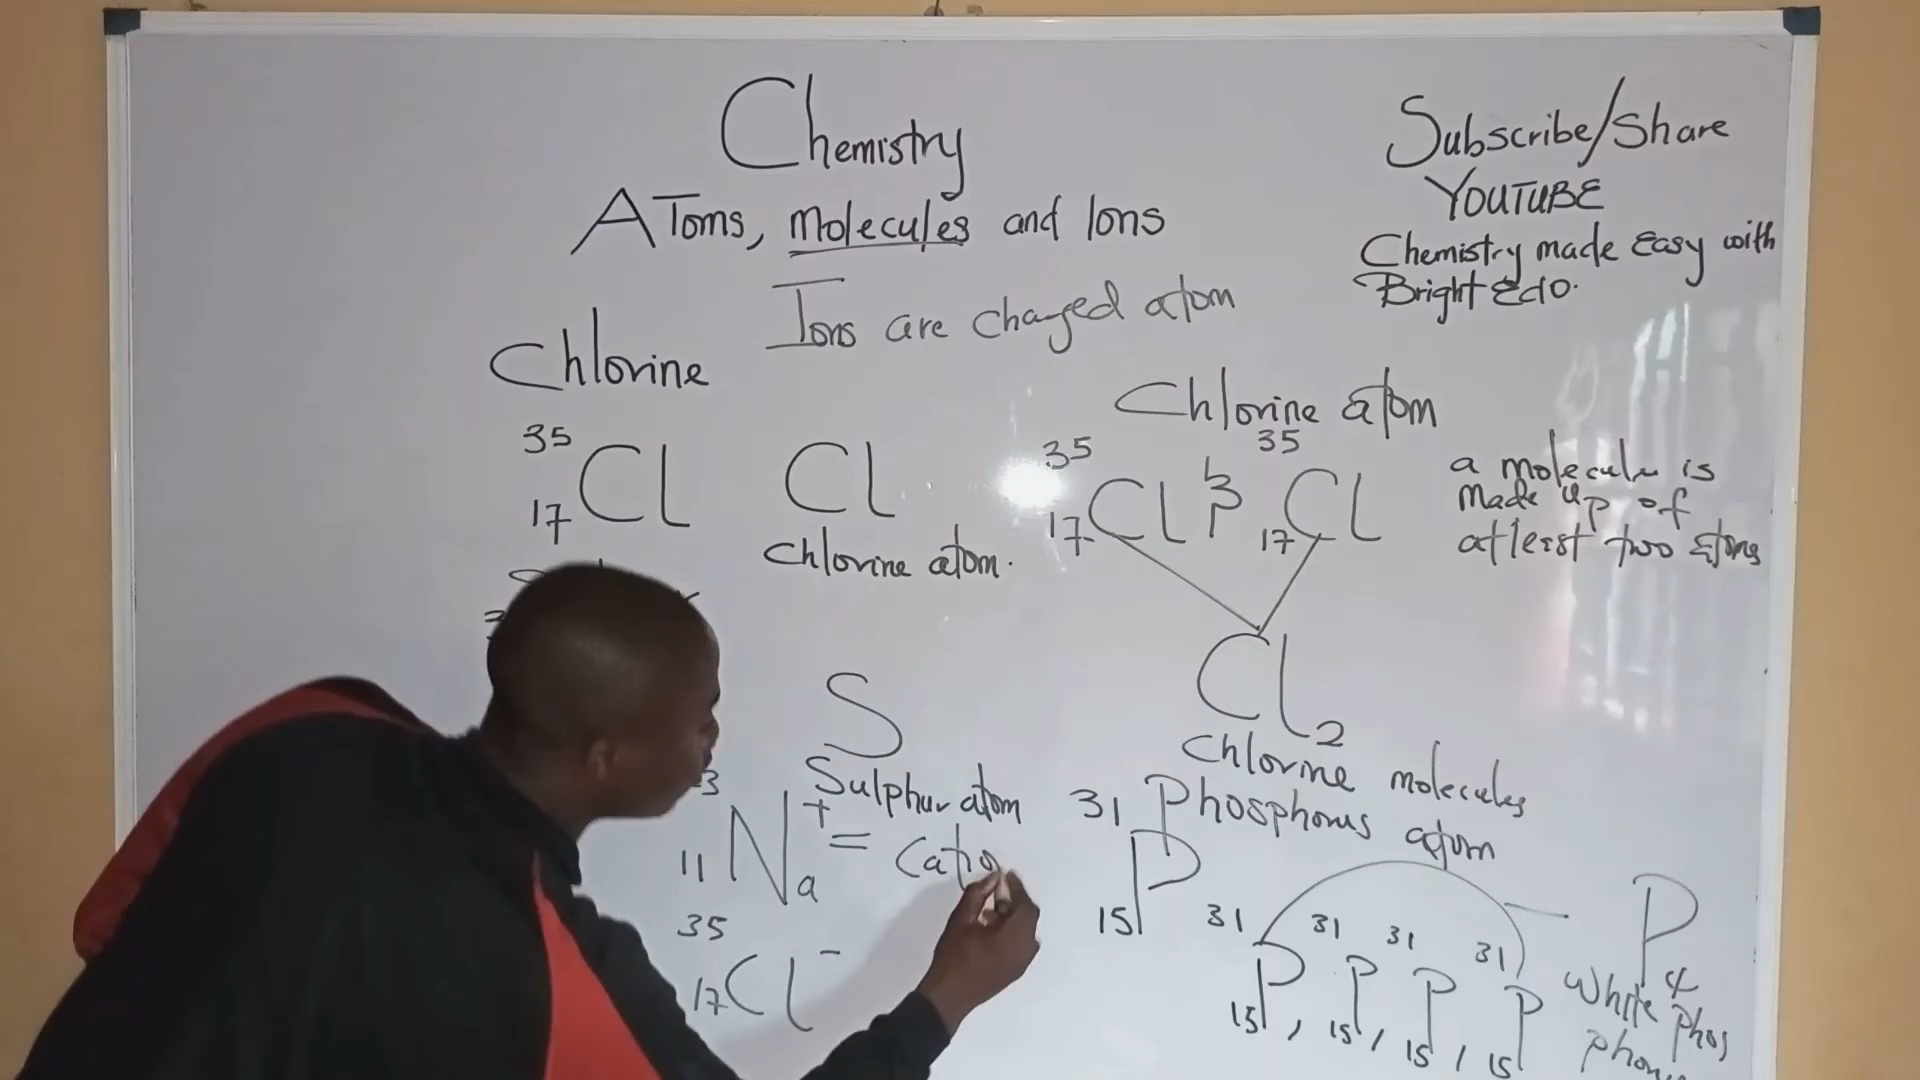 Chemistry
AToms, molecules and Ions
Ions are charged atom
Subscribe/Share
YOUTUBE
Chemistry made Easy with
Bright Edo.
Chlorine
35
17 Cl
Cl
Chlorine atom.
Chlorine atom
35 35
17 Cl 17 Cl
a molecule is
made up of
atleast two atoms
Cl2
Chlorine molecules
S
Sulphur atom
3
11 Na+ = Catio
35
17 Cl-
Phosphorus atom
31
15 P
31 31 31 31
15 P, 15 P, 15 P, 15 P
P4
White Phos
phoru